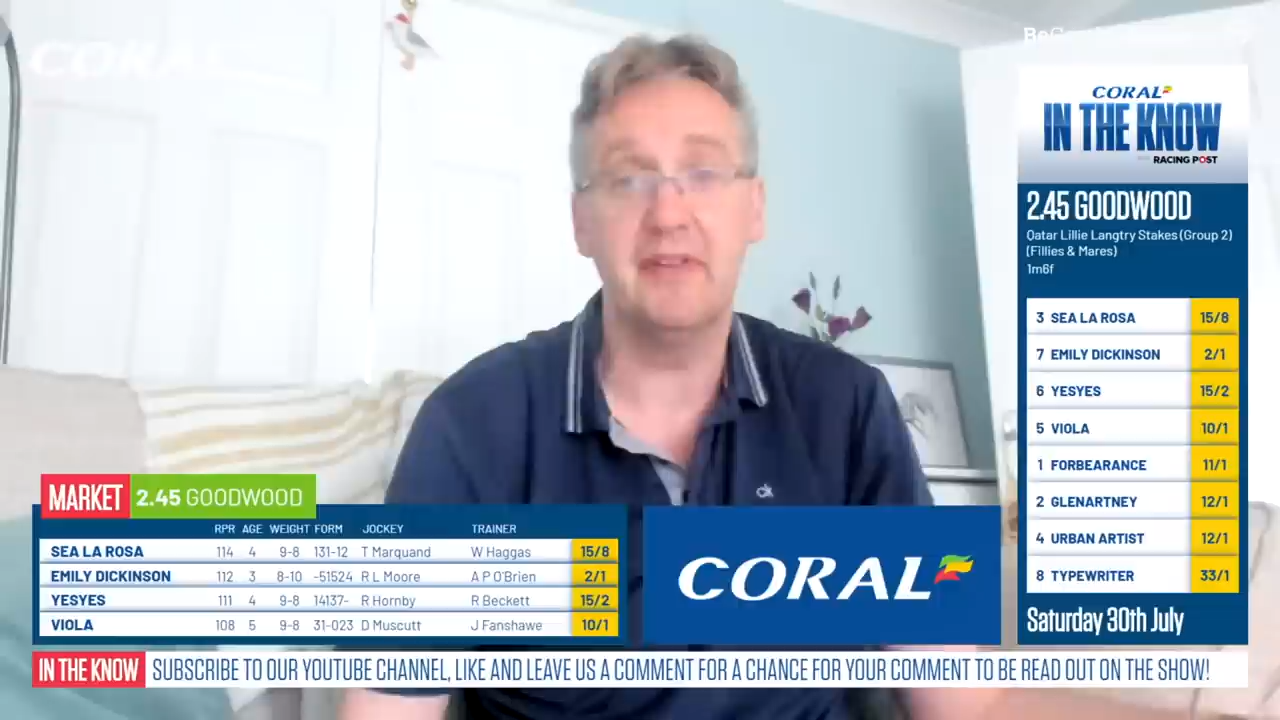 CORAL
CORAL
IN THE KNOW
RACING POST
2.45 GOODWOOD
Qatar Lillie Langtry Stakes (Group 2)
(Fillies & Mares)
1m6f
3 SEA LA ROSA 15/8
7 EMILY DICKINSON 2/1
6 YESYES 15/2
5 VIOLA 10/1
1 FORBEARANCE 11/1
2 GLENARTNEY 12/1
4 URBAN ARTIST 12/1
8 TYPEWRITER 33/1
Saturday 30th July
MARKET 2.45 GOODWOOD
RPR AGE WEIGHT FORM JOCKEY TRAINER
SEA LA ROSA 114 4 9-8 131-12 T Marquand W Haggas 15/8
EMILY DICKINSON 112 3 8-10 -51524 R L Moore A P O'Brien 2/1
YESYES 111 4 9-8 14137- R Hornby R Beckett 15/2
VIOLA 108 5 9-8 31-023 D Muscutt J Fanshawe 10/1
CORAL
ck
IN THE KNOW SUBSCRIBE TO OUR YOUTUBE CHANNEL, LIKE AND LEAVE US A COMMENT FOR A CHANCE FOR YOUR COMMENT TO BE READ OUT ON THE SHOW!